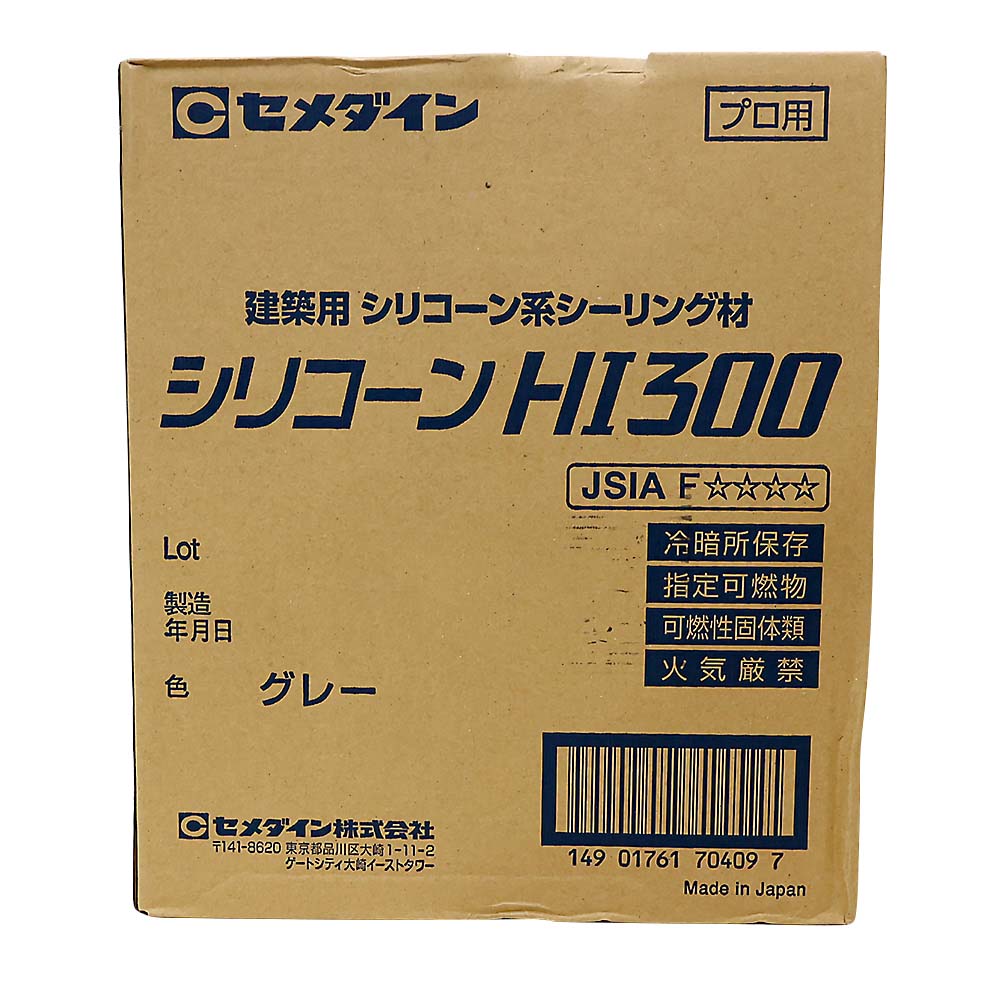 セメダイン
プロ用
建築用 シリコーン系シーリング材
シリコーンHI300
JSIA F☆☆☆☆
冷暗所保存
指定可燃物
可燃性固体類
火気厳禁
Lot
製造
年月日
色 グレー
セメダイン株式会社
〒141-8620 東京都品川区大崎1-11-2
ゲートシティ大崎イーストタワー
149 01761 70409 7
Made in Japan